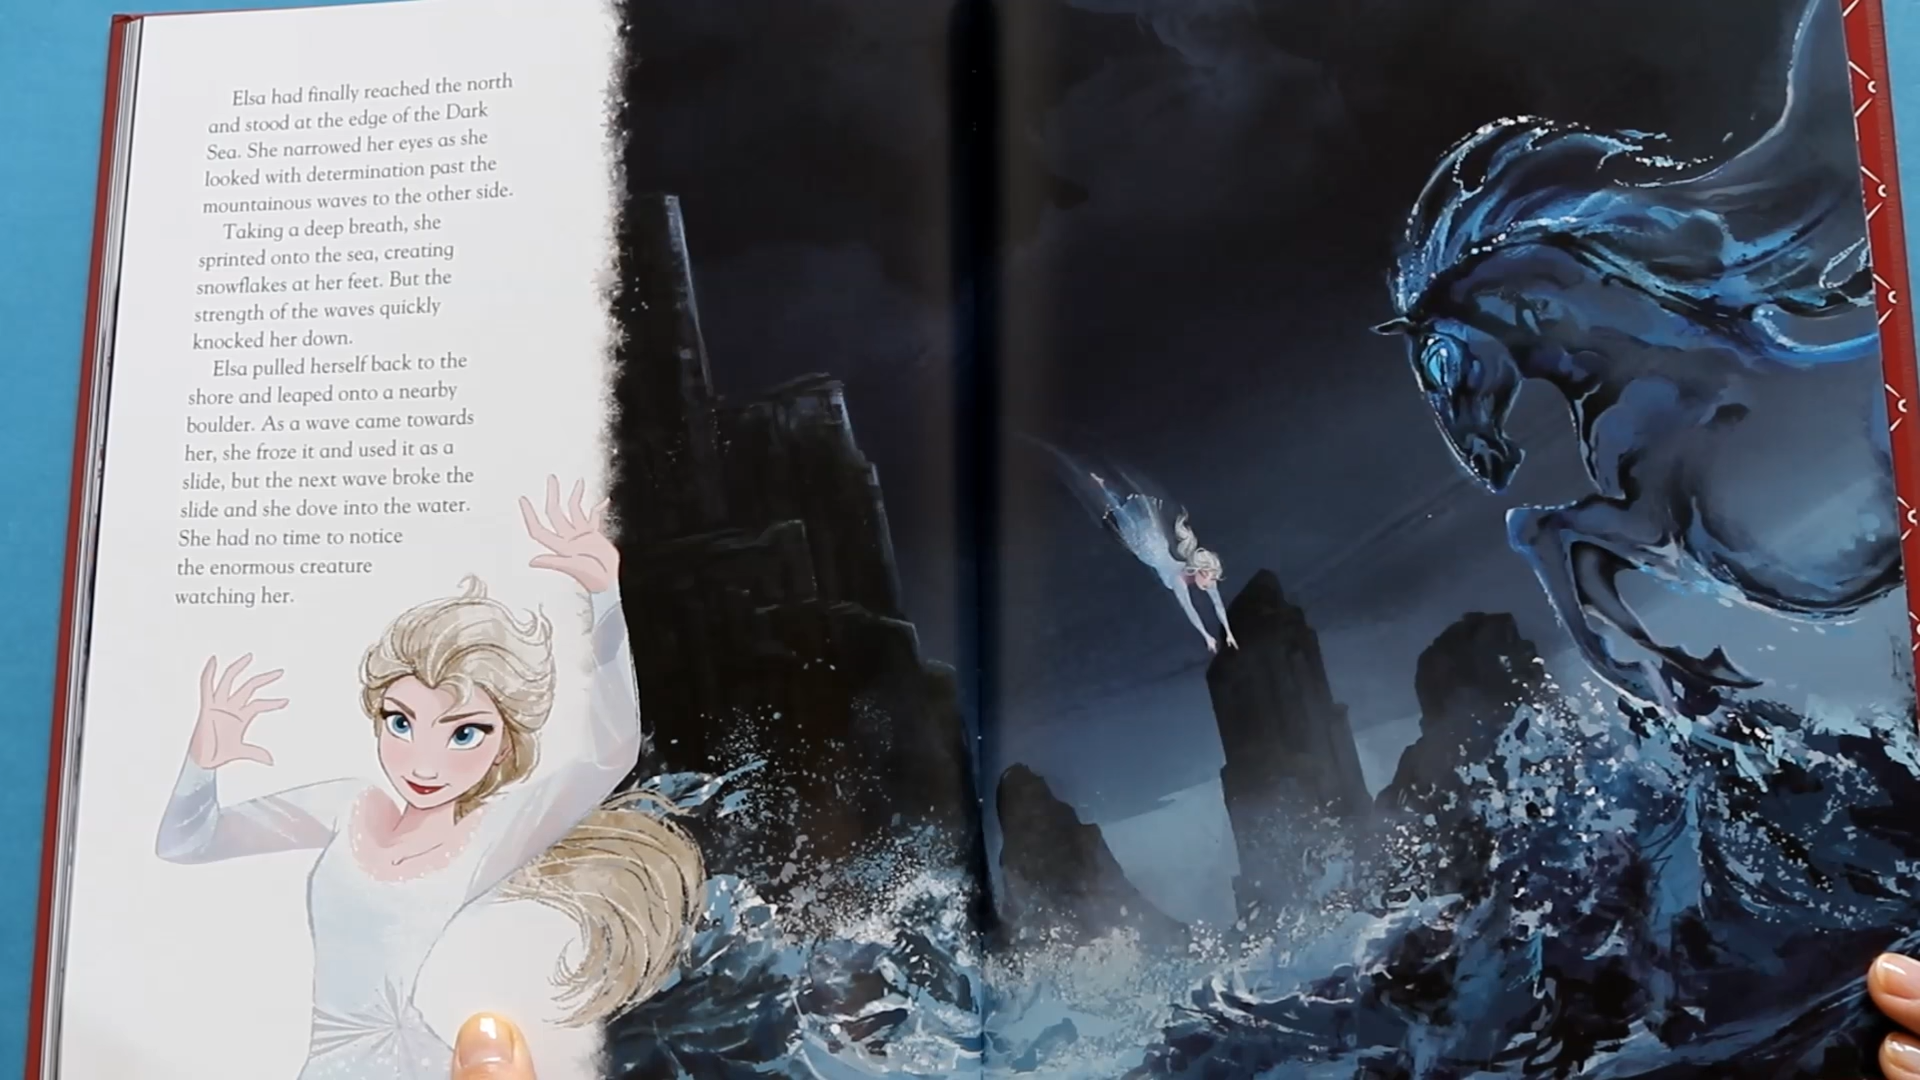 Elsa had finally reached the north
and stood at the edge of the Dark
Sea. She narrowed her eyes as she
looked with determination past the
mountainous waves to the other side.
Taking a deep breath, she
sprinted onto the sea, creating
snowflakes at her feet. But the
strength of the waves quickly
knocked her down.
Elsa pulled herself back to the
shore and leaped onto a nearby
boulder. As a wave came towards
her, she froze it and used it as a
slide, but the next wave broke the
slide and she dove into the water.
She had no time to notice
the enormous creature
watching her.